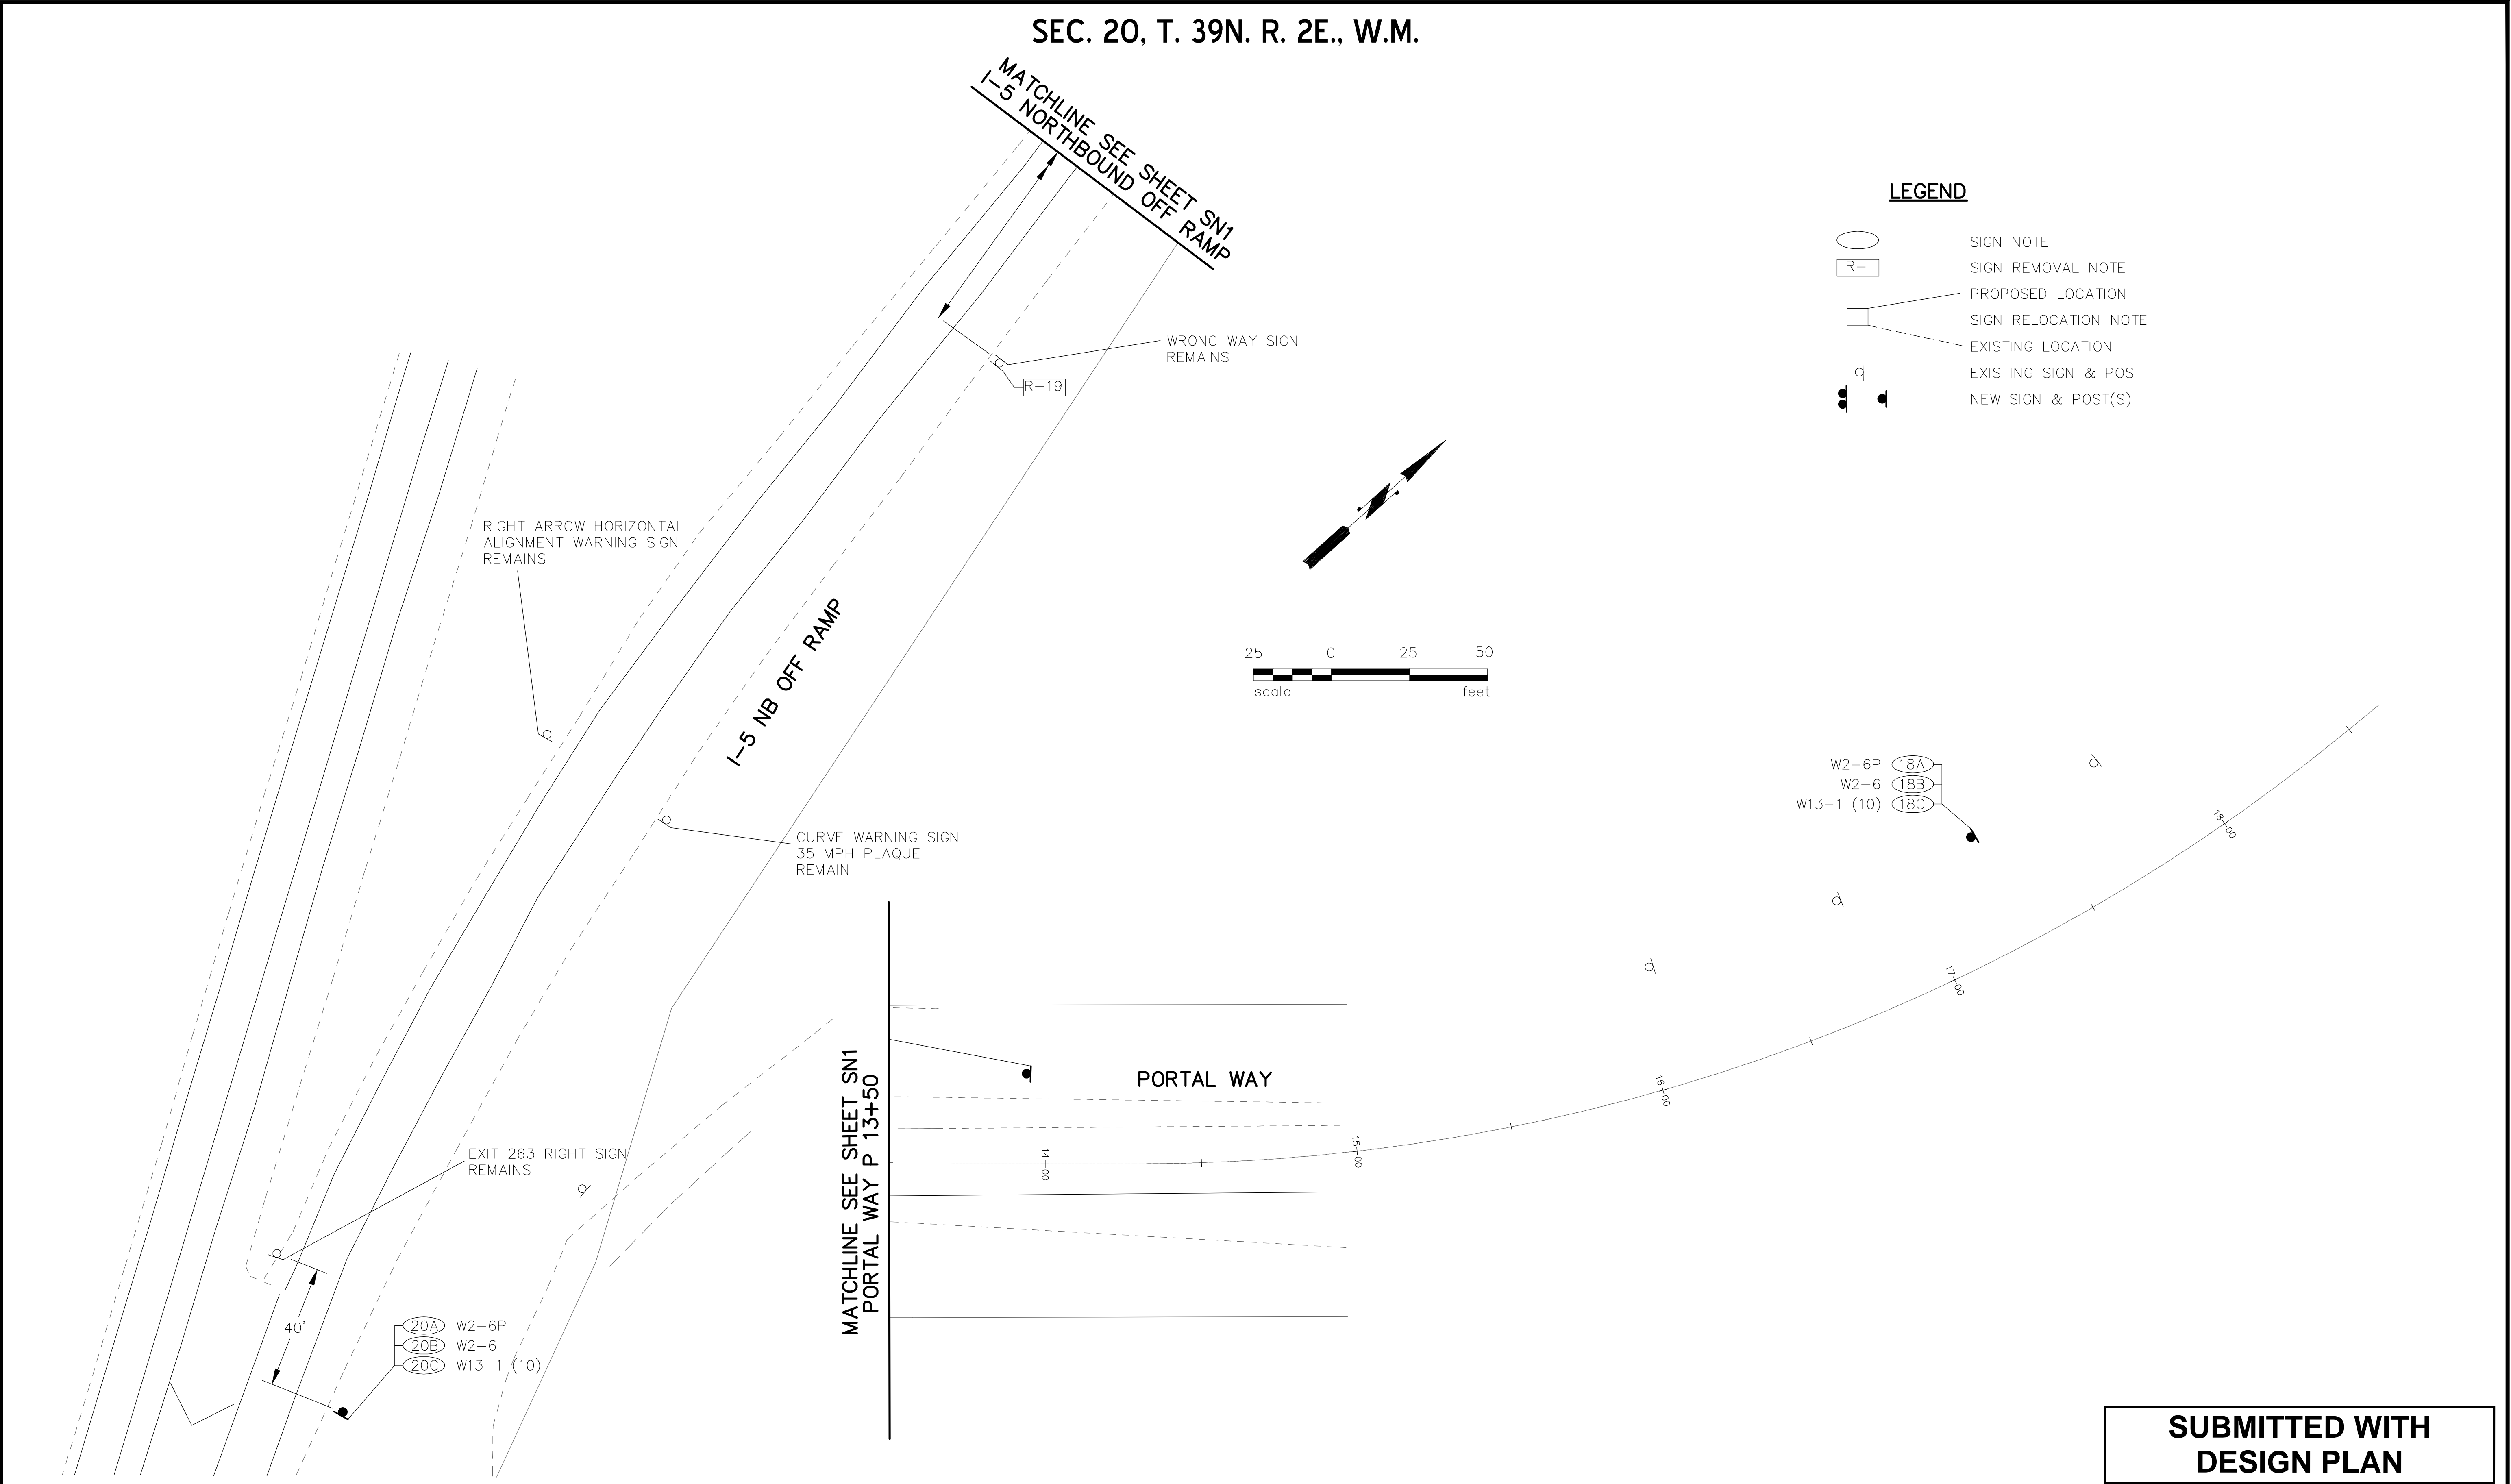 SEC. 20, T. 39N. R. 2E., W.M.
MATCHLINE SEE SHEET SN1
I-5 NORTHBOUND OFF RAMP
LEGEND
SIGN NOTE
R- SIGN REMOVAL NOTE
PROPOSED LOCATION
SIGN RELOCATION NOTE
EXISTING LOCATION
EXISTING SIGN & POST
NEW SIGN & POST(S)
WRONG WAY SIGN
REMAINS
R-19
RIGHT ARROW HORIZONTAL
ALIGNMENT WARNING SIGN
REMAINS
I-5 NB OFF RAMP
25 0 25 50
scale feet
W2-6P 18A
W2-6 18B
W13-1 (10) 18C
CURVE WARNING SIGN
35 MPH PLAQUE
REMAIN
18+00
17+00
16+00
15+00
14+00
PORTAL WAY
MATCHLINE SEE SHEET SN1
PORTAL WAY P 13+50
EXIT 263 RIGHT SIGN
REMAINS
40'
20A W2-6P
20B W2-6
20C W13-1 (10)
SUBMITTED WITH
DESIGN PLAN